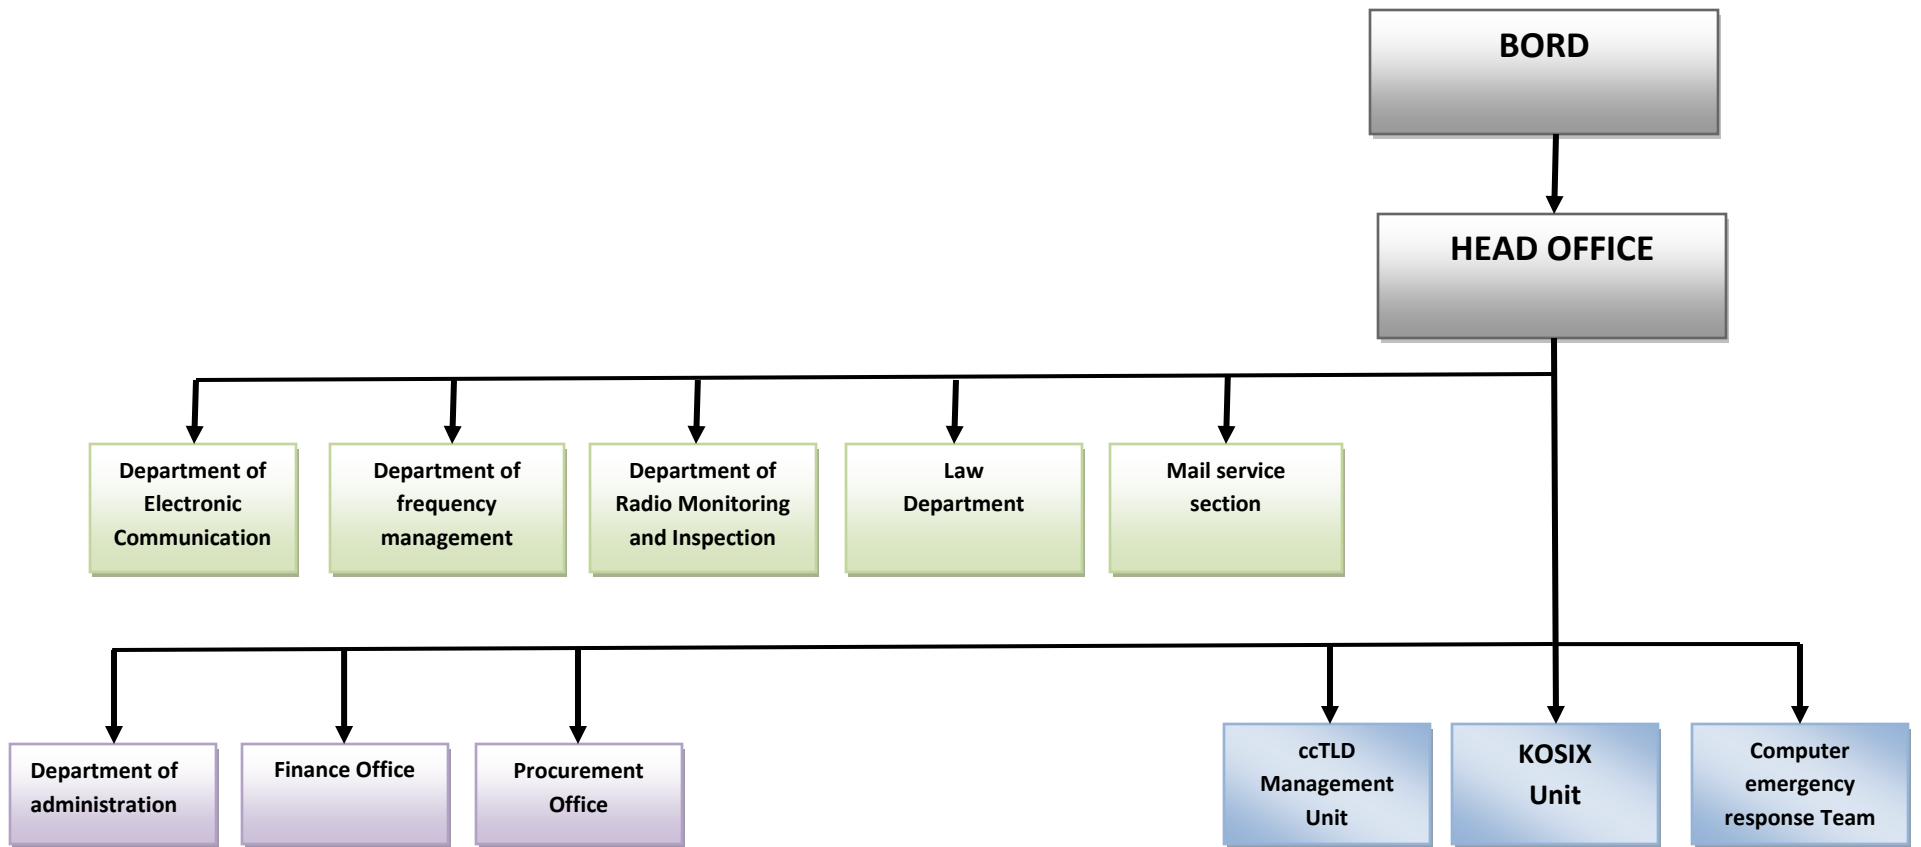 BORD
HEAD OFFICE
Department of
Electronic
Communication
Department of
frequency
management
Department of
Radio Monitoring
and Inspection
Law
Department
Mail service
section
Department of
administration
Finance Office
Procurement
Office
ccTLD
Management
Unit
KOSIX
Unit
Computer
emergency
response Team